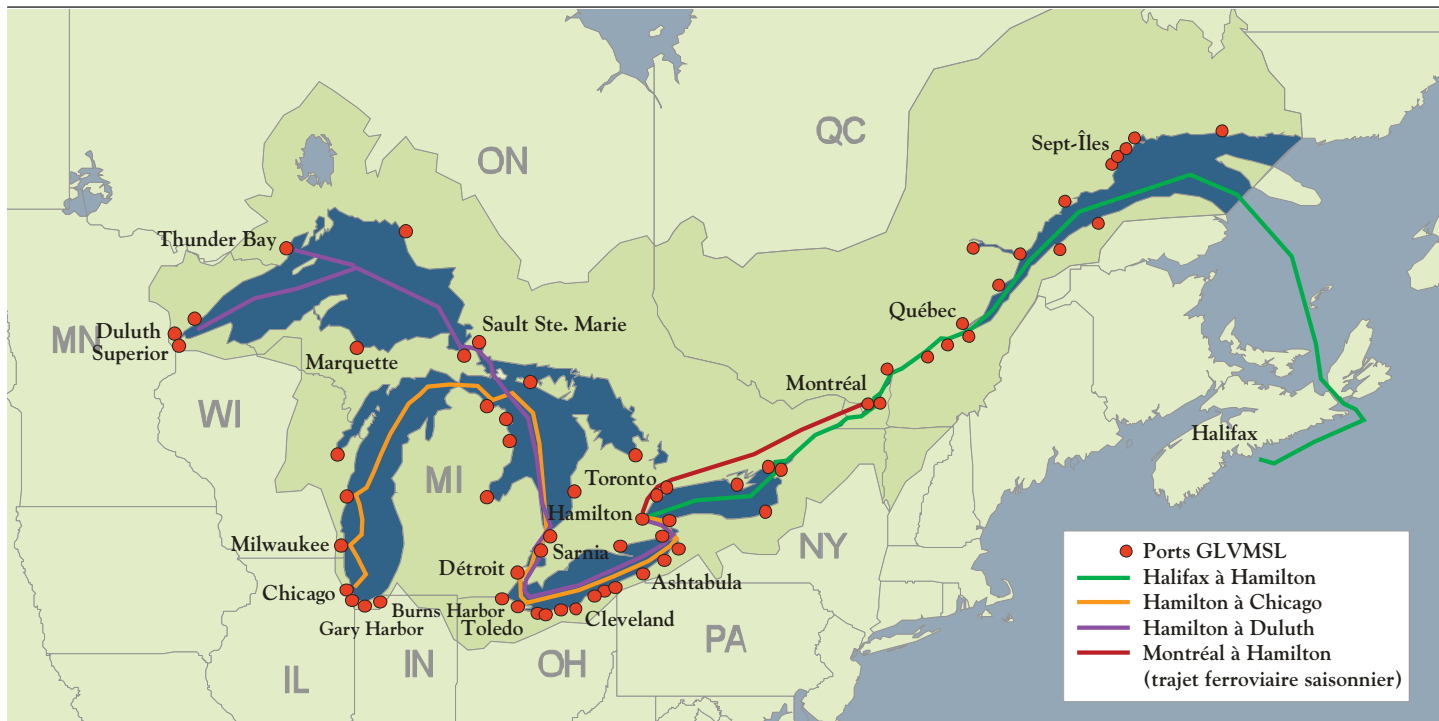 ON
QC
Sept-Îles
Thunder Bay
Québec
Sault Ste. Marie
MN
Duluth
Superior
Marquette
Montréal
WI
Halifax
MI
Toronto
Hamilton
NY
Milwaukee
Sarnia
Détroit
Ashtabula
Chicago
Burns Harbor
Gary Harbor
Toledo
Cleveland
PA
IN
OH
IL
Ports GLVMSL
Halifax à Hamilton
Hamilton à Chicago
Hamilton à Duluth
Montréal à Hamilton
(trajet ferroviaire saisonnier)